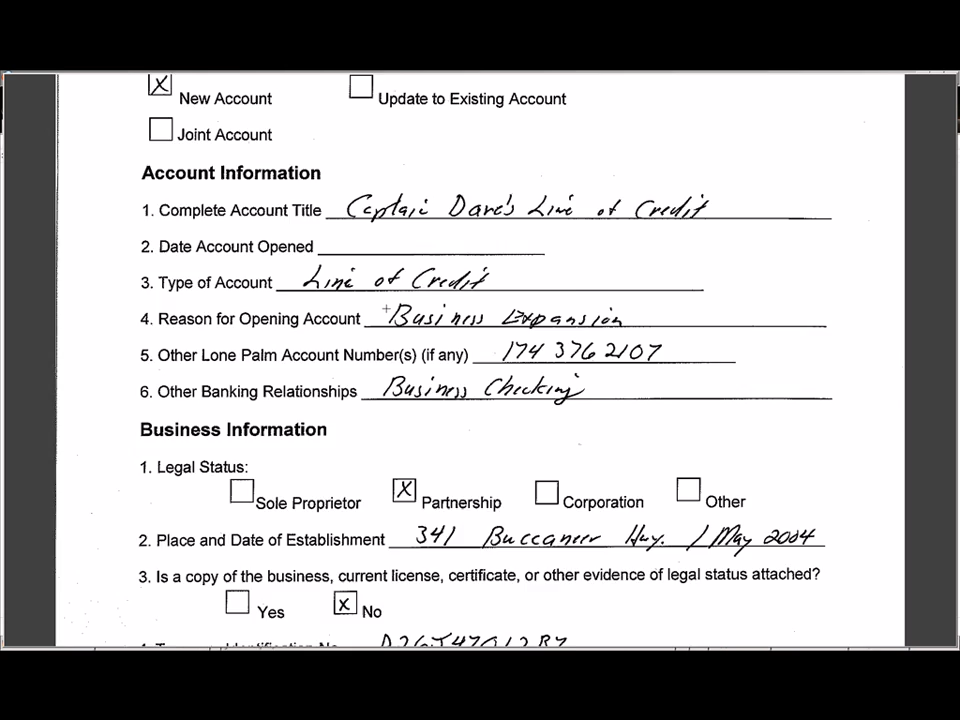 X New Account Update to Existing Account
Joint Account
Account Information
1. Complete Account Title Captain Dave's Line of Credit
2. Date Account Opened
3. Type of Account Line of Credit
4. Reason for Opening Account Business Expansion
5. Other Lone Palm Account Number(s) (if any) 174 376 2107
6. Other Banking Relationships Business Checking
Business Information
1. Legal Status:
Sole Proprietor X Partnership Corporation Other
2. Place and Date of Establishment 341 Buccaneer Hwy. 1 May 2004
3. Is a copy of the business, current license, certificate, or other evidence of legal status attached?
Yes X No